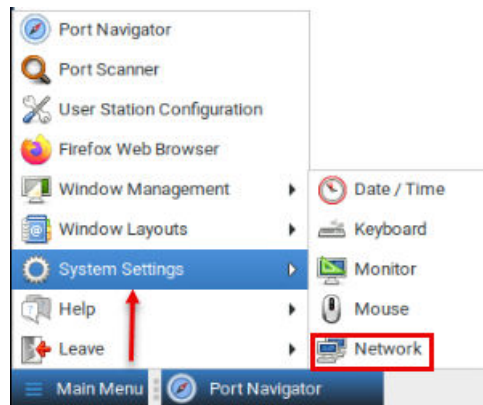 Port Navigator
Port Scanner
User Station Configuration
Firefox Web Browser
Window Management
Window Layouts
System Settings
Help
Leave
Date / Time
Keyboard
Monitor
Mouse
Network
Main Menu
Port Navigator